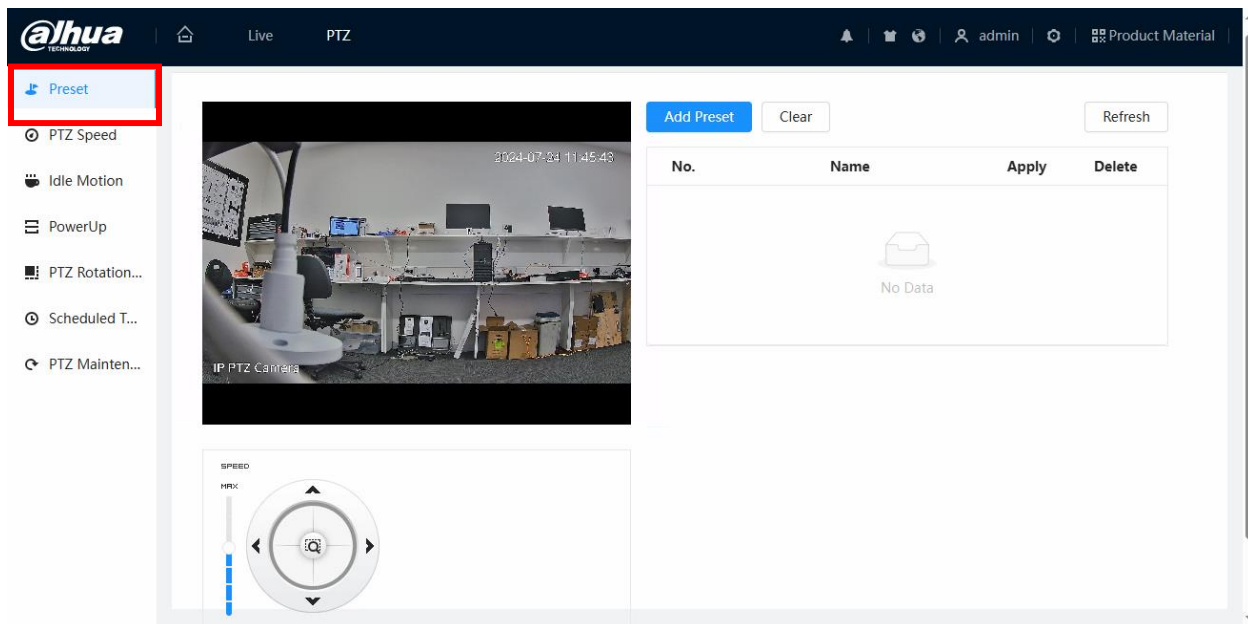 alhua
TECHNOLOGY
Live
PTZ
admin
Product Material
Preset
PTZ Speed
Idle Motion
PowerUp
PTZ Rotation...
Scheduled T...
PTZ Mainten...
2024-07-24 11:45:43
IP PTZ Camera
Add Preset
Clear
Refresh
No.
Name
Apply
Delete
No Data
SPEED
MAX